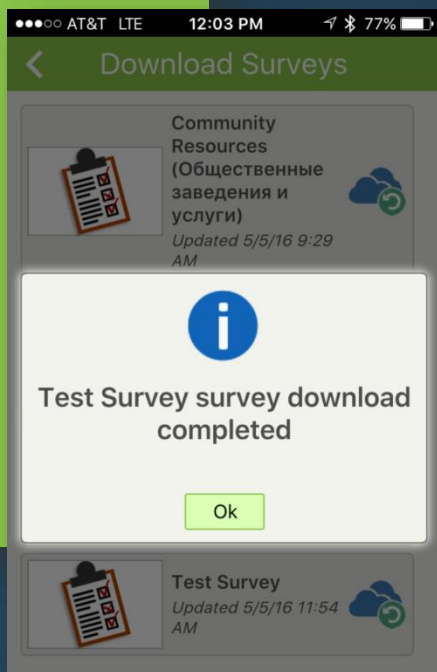 AT&T LTE 12:03 PM 77%
Download Surveys
Community
Resources
(Общественные
заведения и
услуги)
Updated 5/5/16 9:29
AM
i
Test Survey survey download
completed
Ok
Test Survey
Updated 5/5/16 11:54
AM